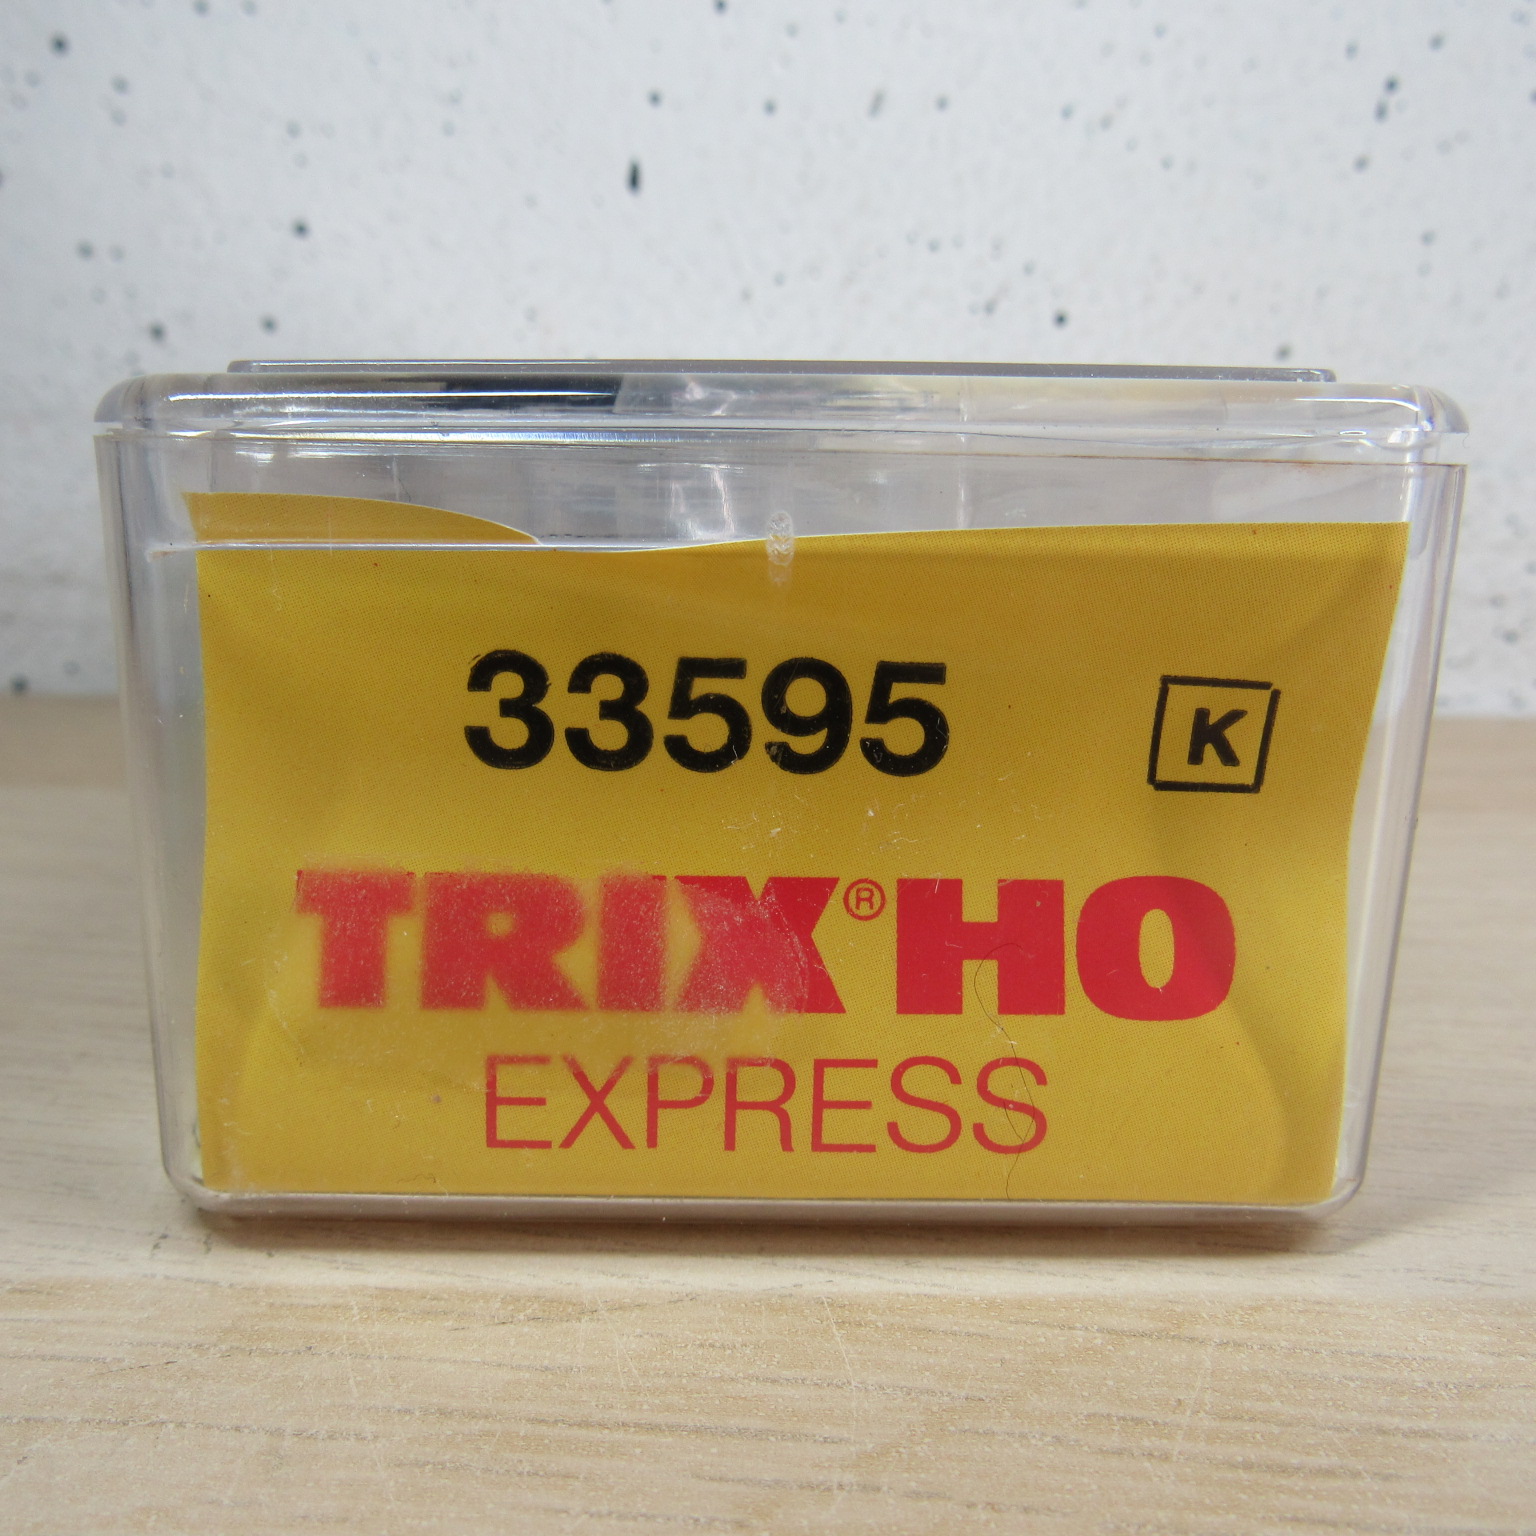 33595 K
TRIX® HO
EXPRESS